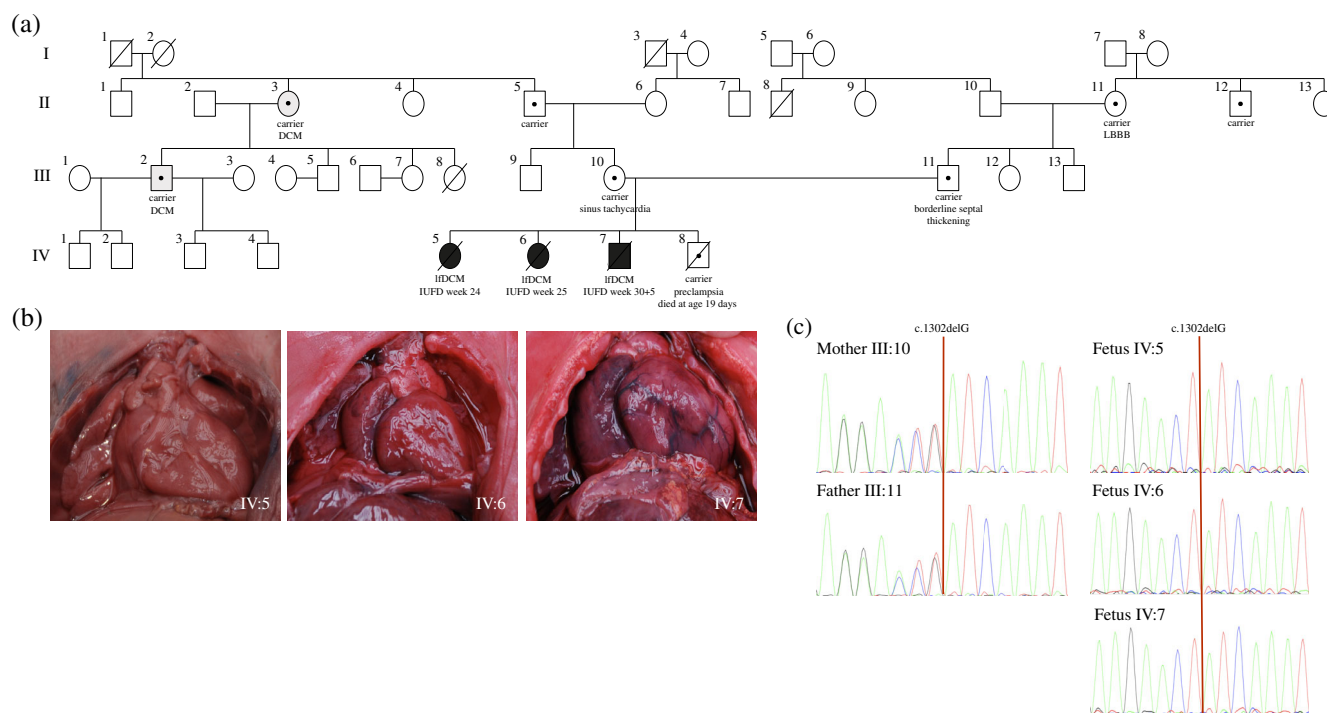 (a)
I
1
2
3
4
5
6
7
8
II
1
2
3
4
5
6
7
8
9
10
11
12
13
carrier
DCM
carrier
carrier
LBBB
carrier
III
1
2
3
4
5
6
7
8
9
10
11
12
13
carrier
DCM
carrier
sinus tachycardia
carrier
borderline septal
thickening
IV
1
2
3
4
5
6
7
8
lfDCM
IUFD week 24
lfDCM
IUFD week 25
lfDCM
IUFD week 30+5
carrier
preclampsia
died at age 19 days
(b)
IV:5
IV:6
IV:7
(c)
c.1302delG
c.1302delG
Mother III:10
Fetus IV:5
Father III:11
Fetus IV:6
Fetus IV:7